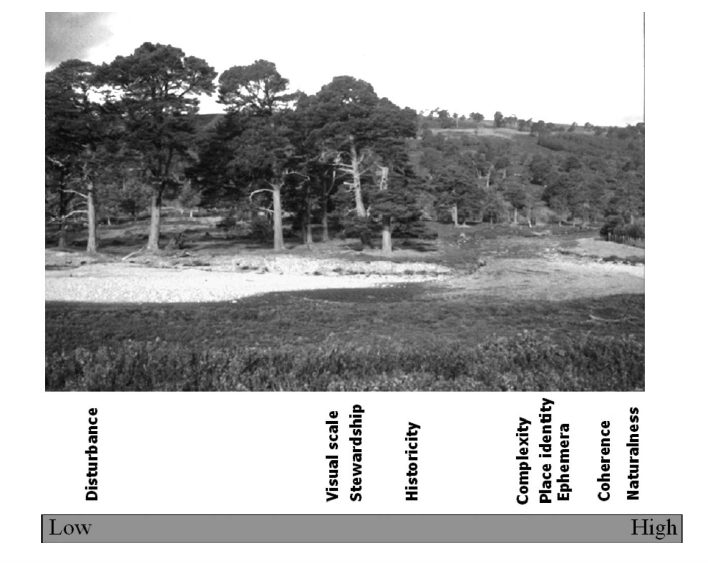 Disturbance
Visual scale
Stewardship
Historicity
Complexity
Place identity
Ephemera
Coherence
Naturalness
Low High